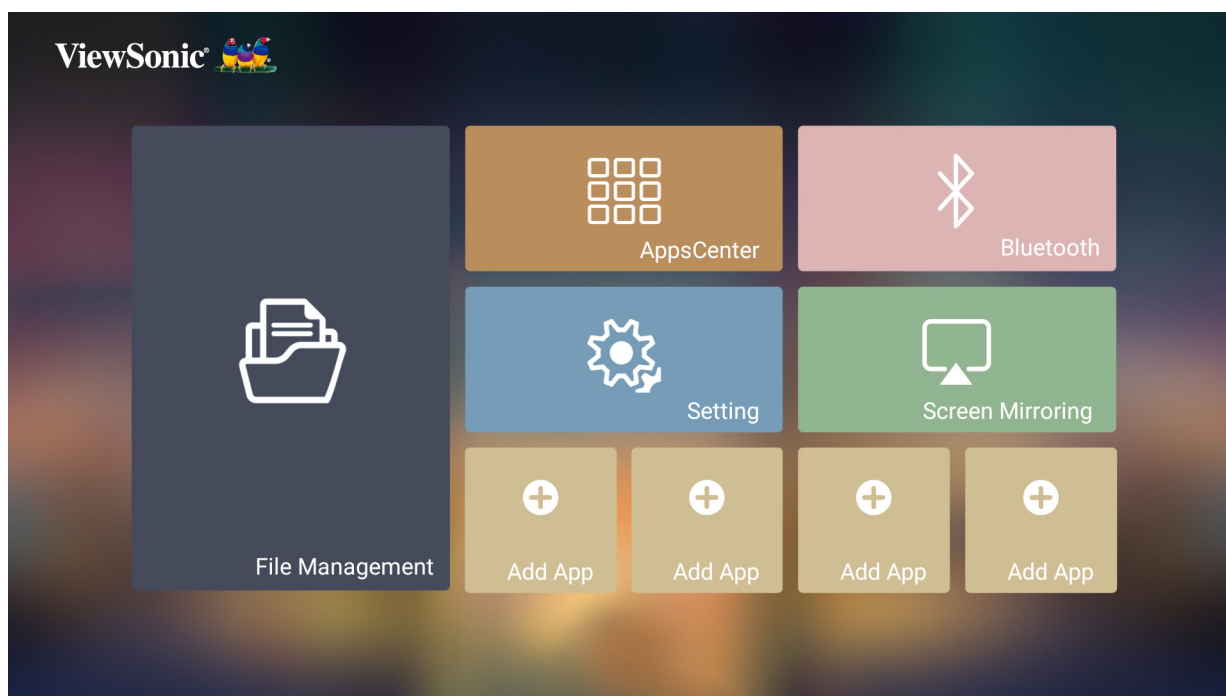 ViewSonic®
AppsCenter
Bluetooth
Setting
Screen Mirroring
File Management
Add App
Add App
Add App
Add App